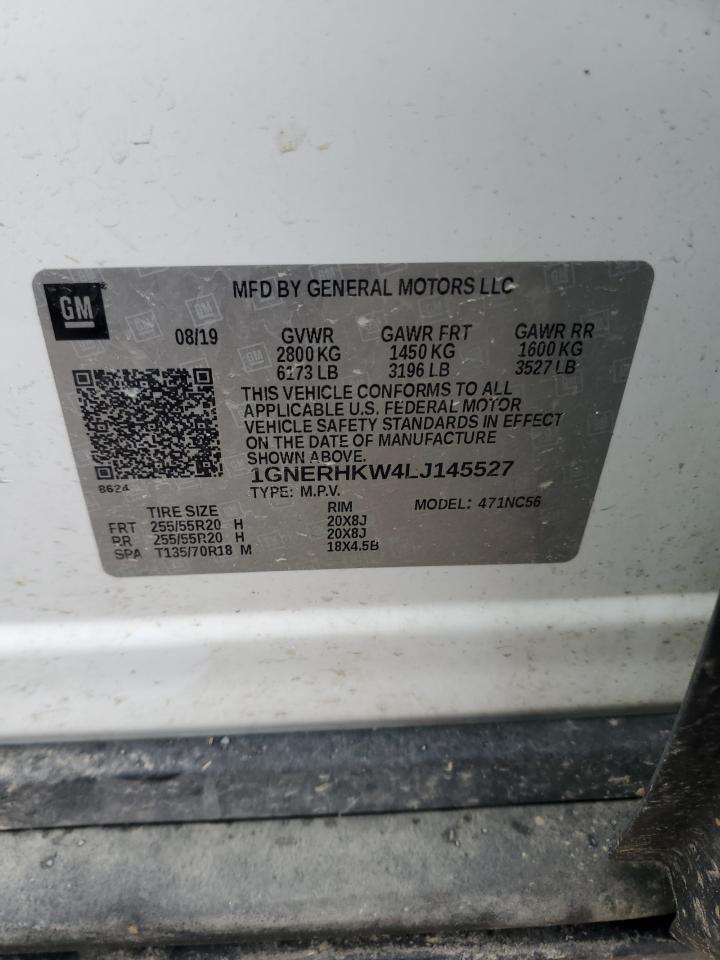 GM
MFD BY GENERAL MOTORS LLC
08/19 GVWR GAWR FRT GAWR RR
2800 KG 1450 KG 1600 KG
6173 LB 3196 LB 3527 LB
THIS VEHICLE CONFORMS TO ALL
APPLICABLE U.S. FEDERAL MOTOR
VEHICLE SAFETY STANDARDS IN EFFECT
ON THE DATE OF MANUFACTURE
SHOWN ABOVE.
8624
1GNERHKW4LJ145527
TYPE: M.P.V. MODEL: 471NC56
TIRE SIZE RIM
FRT 255/55R20 H 20X8J
RR 255/55R20 H 20X8J
SPA T135/70R18 M 18X4.5B